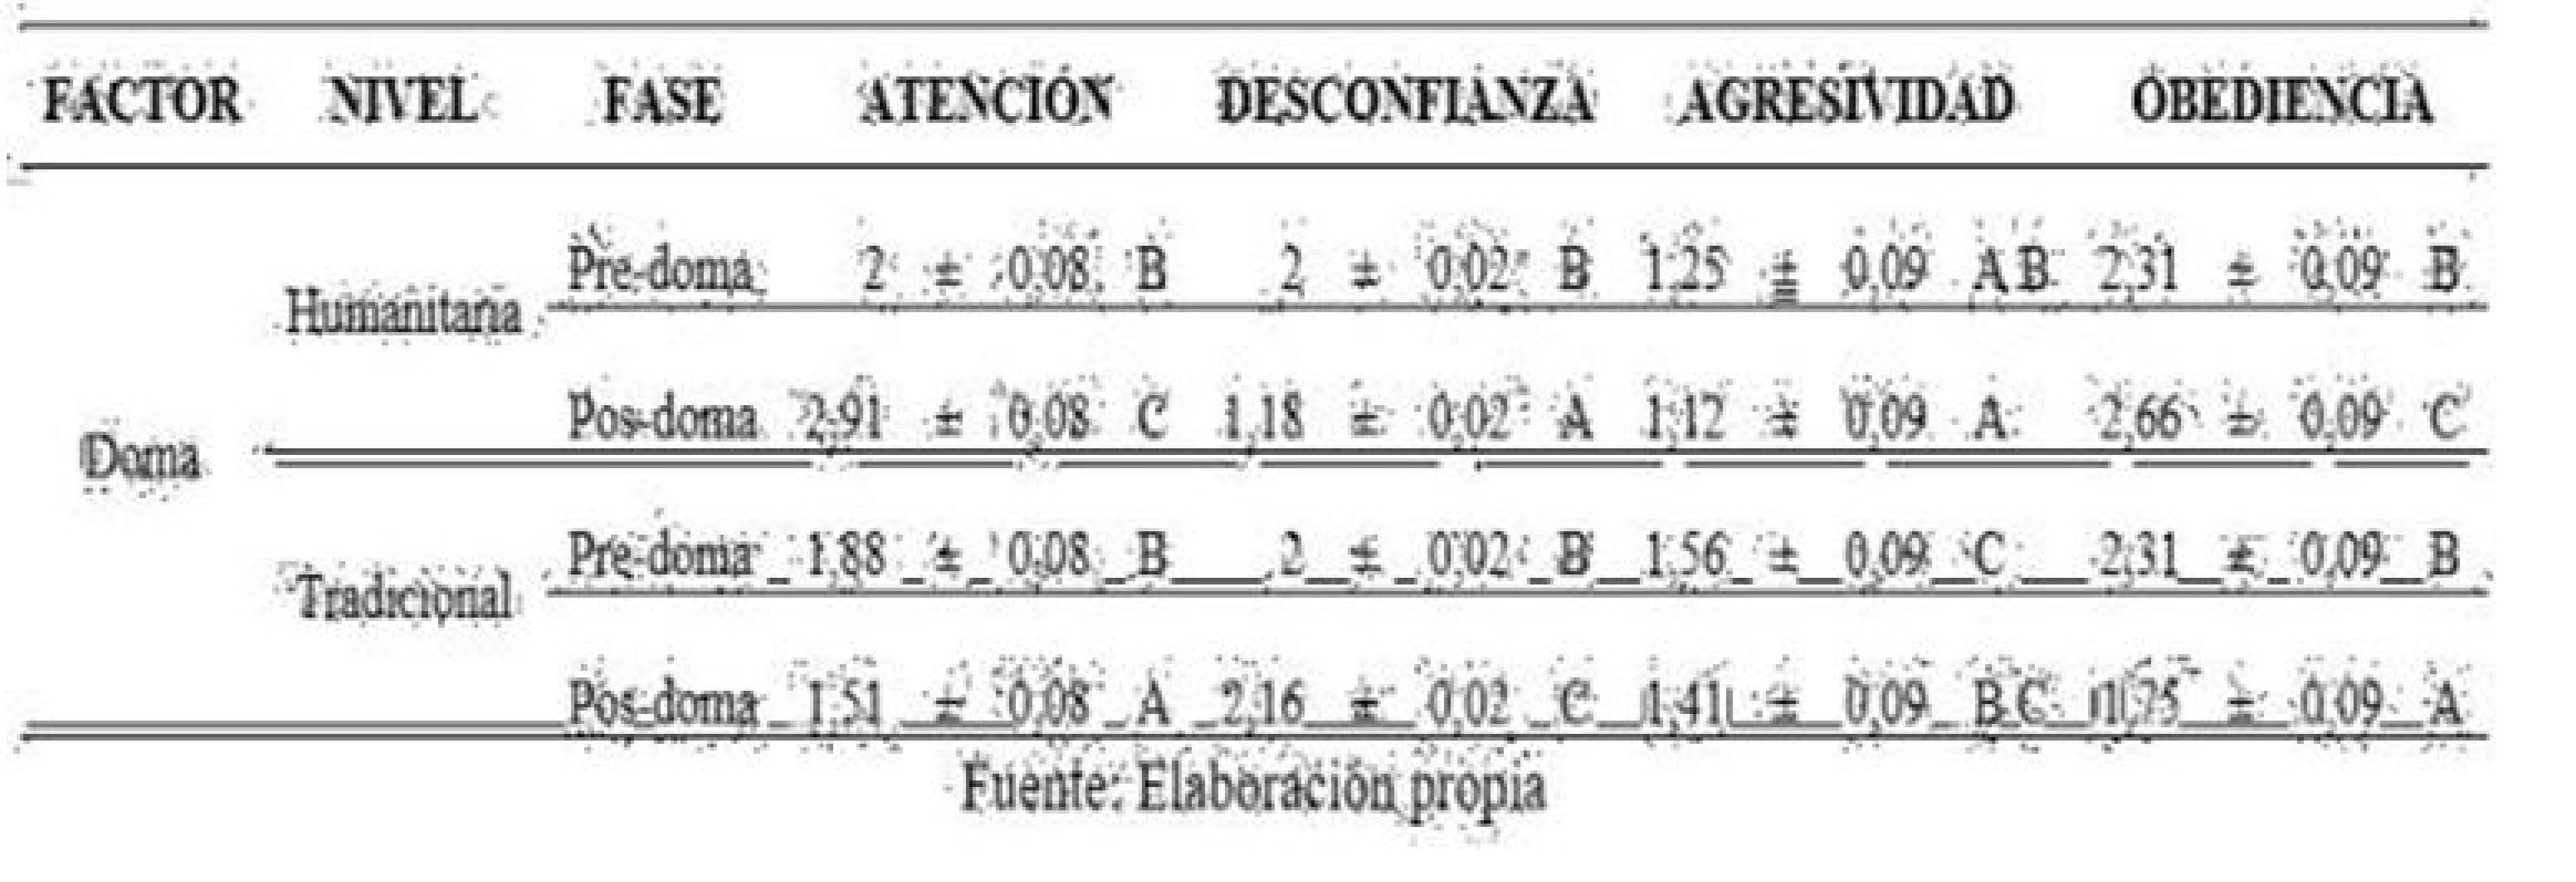 FACTOR NIVEL FASE ATENCIÓN DESCONFIANZA AGRESIVIDAD OBEDIENCIA
Pre-doma 2 ± 0,08 B 2 ± 0,02 B 1,25 ± 0,09 A B 2,31 ± 0,09 B
Humanitaria
Pos-doma 2,91 ± 0,08 C 1,18 ± 0,02 A 1,12 ± 0,09 A 2,66 ± 0,09 C
Doma
Pre-doma 1,88 ± 0,08 B 2 ± 0,02 B 1,56 ± 0,09 C 2,31 ± 0,09 B
Tradicional
Pos-doma 1,51 ± 0,08 A 2,16 ± 0,02 C 1,41 ± 0,09 B C 1,75 ± 0,09 A
Fuente: Elaboración propia